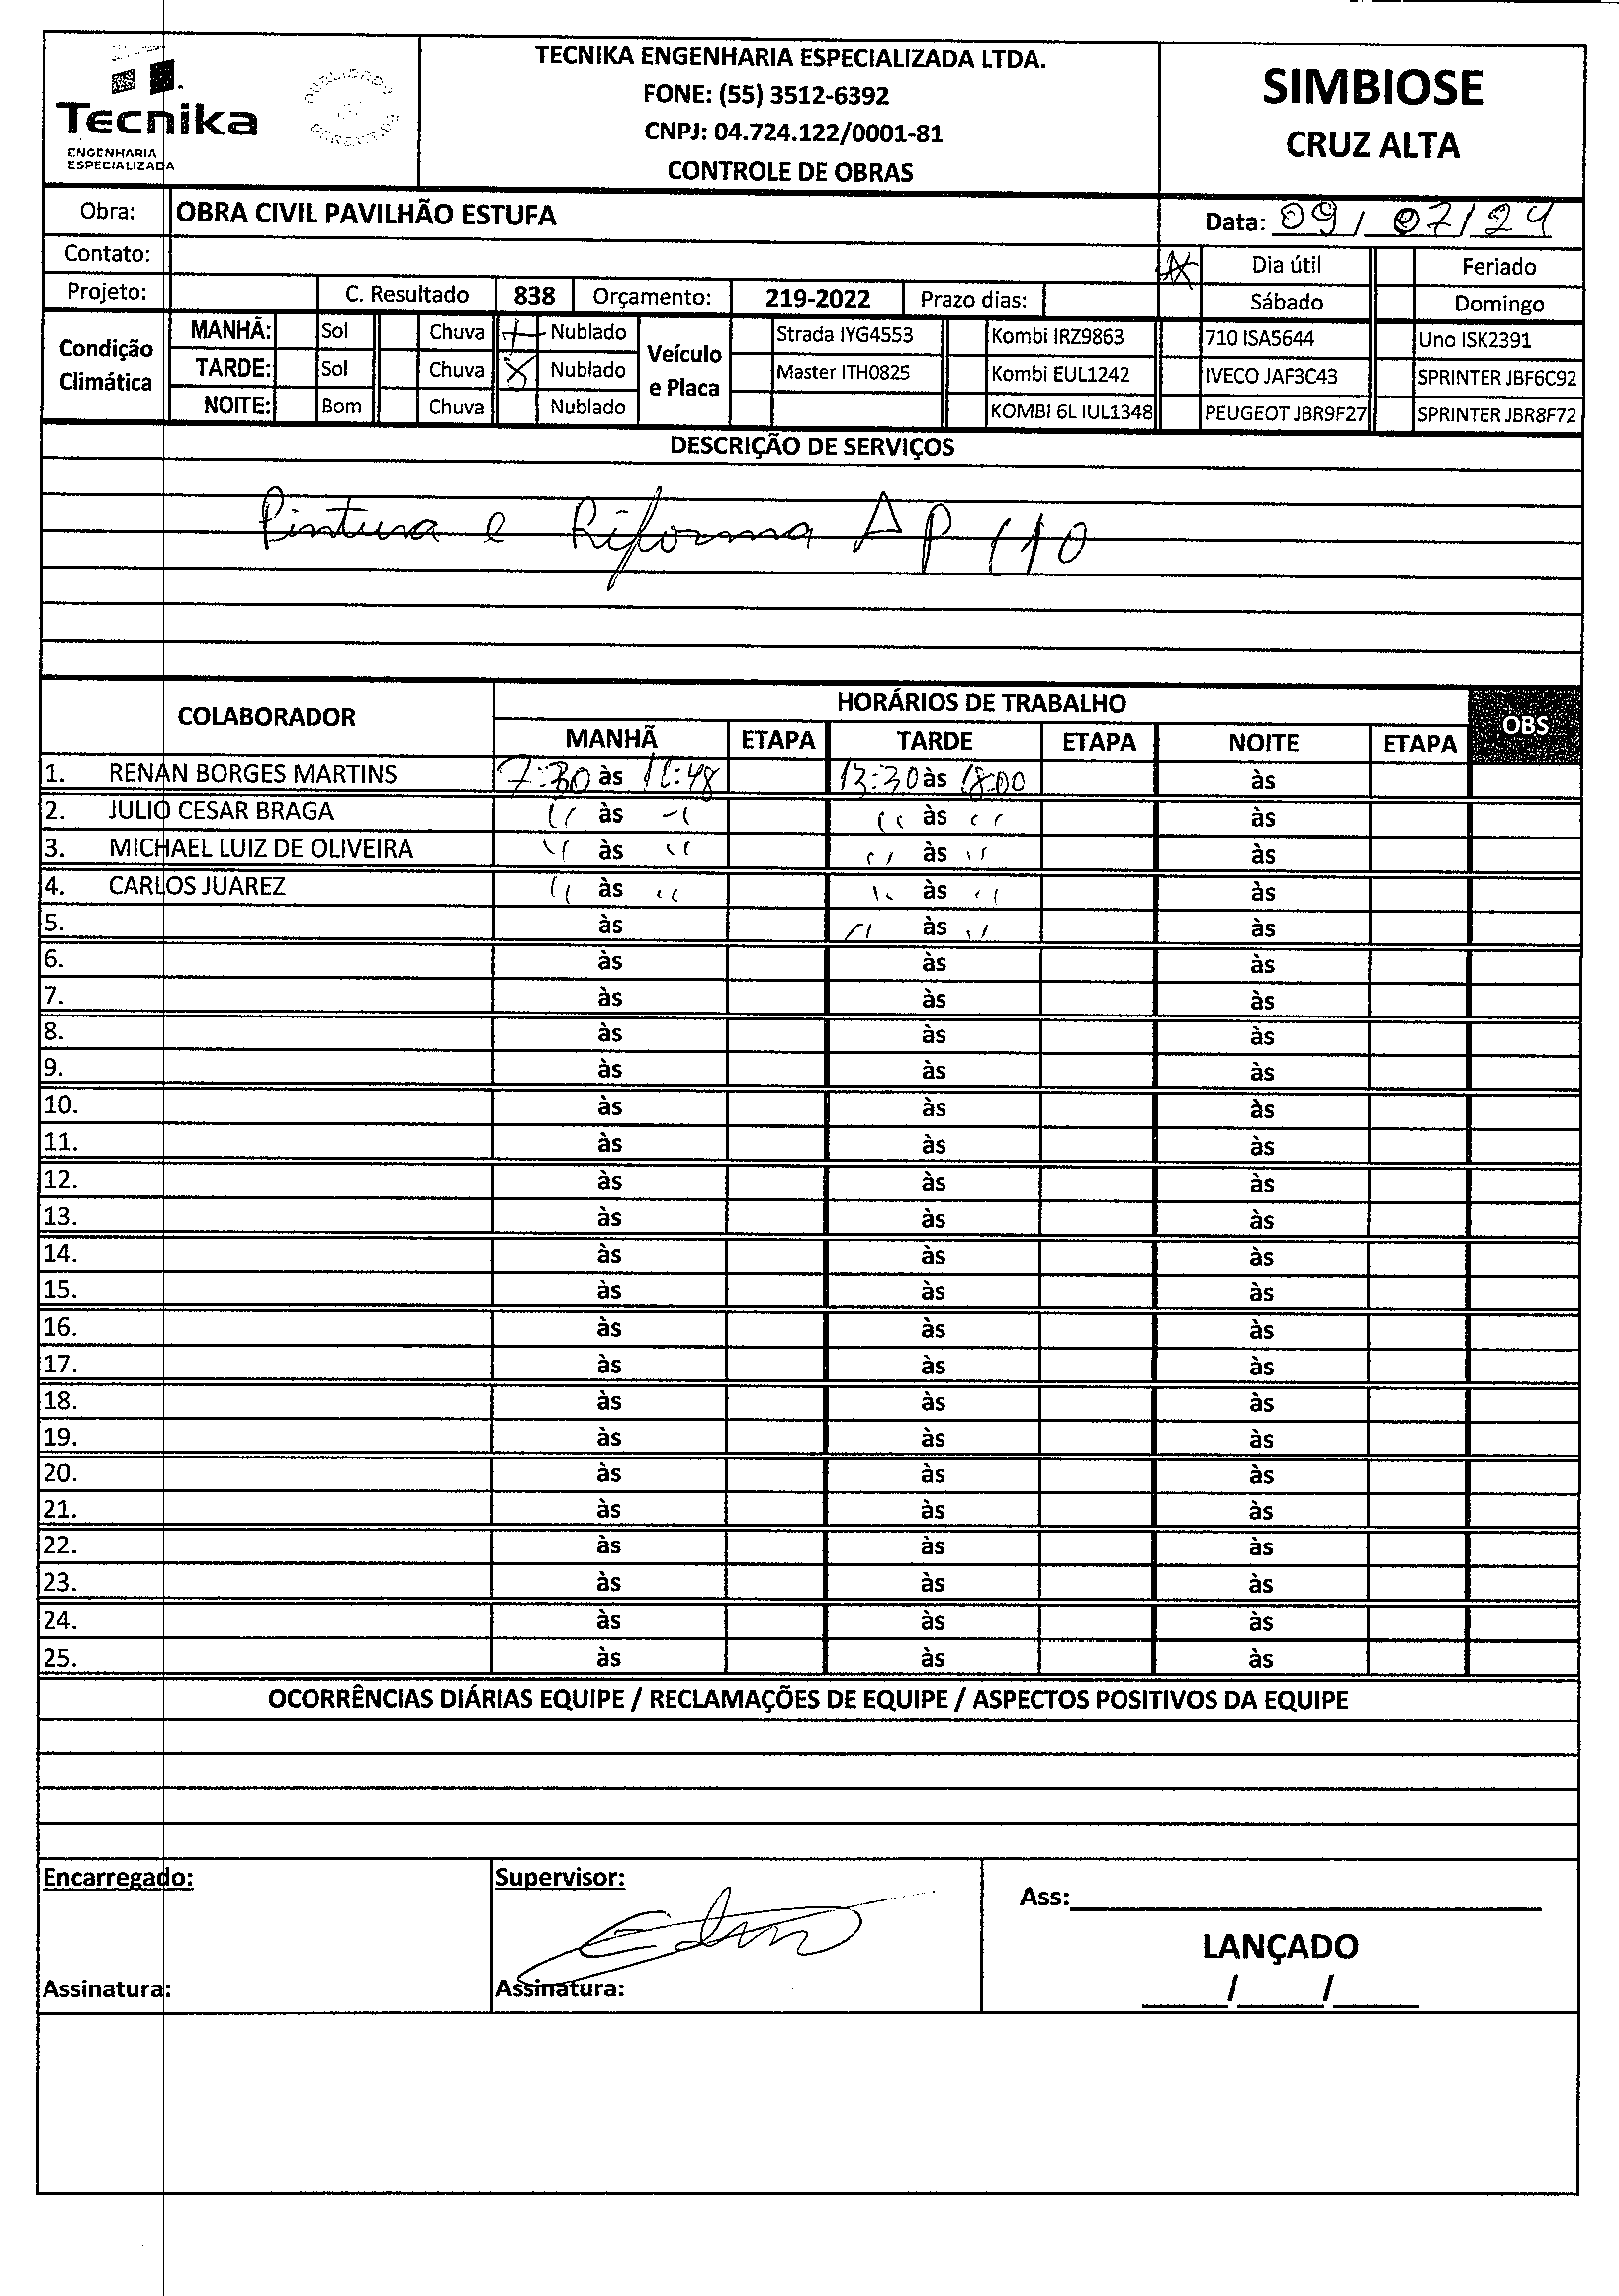 TECNIKA ENGENHARIA ESPECIALIZADA LTDA.
FONE: (55) 3512-6392
CNPJ: 04.724.122/0001-81
CONTROLE DE OBRAS
Tecnika
ENGENHARIA
ESPECIALIZADA
SIMBIOSE
CRUZ ALTA
Obra: OBRA CIVIL PAVILHÃO ESTUFA
Data: 09/07/24
Contato:
X Dia útil Feriado
Projeto: C. Resultado 838 Orçamento: 219-2022 Prazo dias: Sábado Domingo
Condição Climática
MANHÃ: Sol Chuva X Nublado
TARDE: Sol Chuva X Nublado
NOITE: Bom Chuva Nublado
Veículo e Placa
Strada IYG4553 Kombi IRZ9863 710 ISA5644 Uno ISK2391
Master ITH0825 Kombi EUL1242 IVECO JAF3C43 SPRINTER JBF6C92
KOMBI 6L IUL1348 PEUGEOT JBR9F27 SPRINTER JBR8F72
DESCRIÇÃO DE SERVIÇOS
Pintura e Riforma AP 110
COLABORADOR HORÁRIOS DE TRABALHO OBS
MANHÃ ETAPA TARDE ETAPA NOITE ETAPA
1. RENAN BORGES MARTINS 7:30 às 11:48 13:30 às 18:00 às
2. JULIO CESAR BRAGA " às " " às " às
3. MICHAEL LUIZ DE OLIVEIRA " às " " às " às
4. CARLOS JUAREZ " às " " às " às
5. às " às " às
6. às às às
7. às às às
8. às às às
9. às às às
10. às às às
11. às às às
12. às às às
13. às às às
14. às às às
15. às às às
16. às às às
17. às às às
18. às às às
19. às às às
20. às às às
21. às às às
22. às às às
23. às às às
24. às às às
25. às às às
OCORRÊNCIAS DIÁRIAS EQUIPE / RECLAMAÇÕES DE EQUIPE / ASPECTOS POSITIVOS DA EQUIPE
Encarregado:
Assinatura:
Supervisor:
Assinatura:
Ass:
LANÇADO
/ /